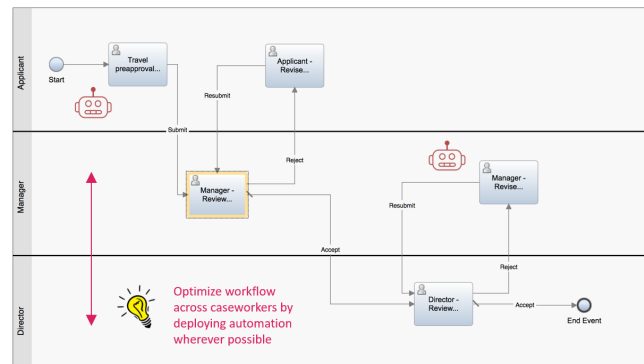 Applicant
Start
Travel
preapproval...
Applicant -
Revise...
Resubmit
Submit
Reject
Manager
Manager -
Review...
Manager -
Revise...
Resubmit
Accept
Reject
Director
Optimize workflow
across caseworkers by
deploying automation
wherever possible
Director -
Review...
Accept
End Event